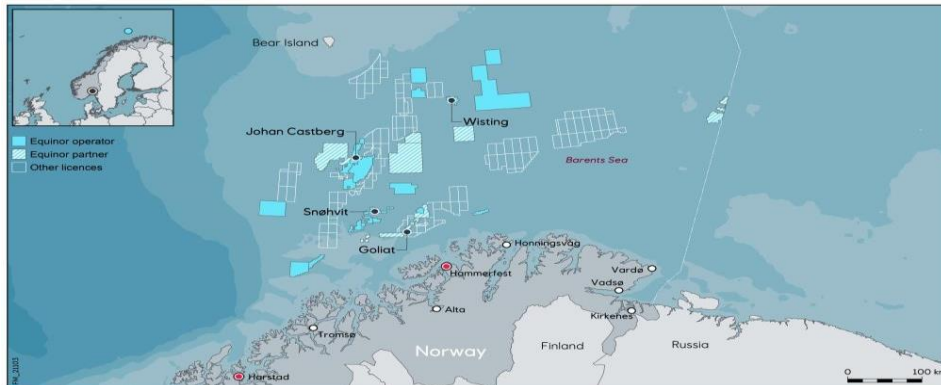 Bear Island
Wisting
Johan Castberg
Equinor operator
Equinor partner
Other licences
Barents Sea
Snøhvit
Goliat
Honningsvåg
Hammerfest
Vardø
Vadsø
Alta
Kirkenes
Tromsø
Norway
Finland
Russia
Harstad
0
100 km